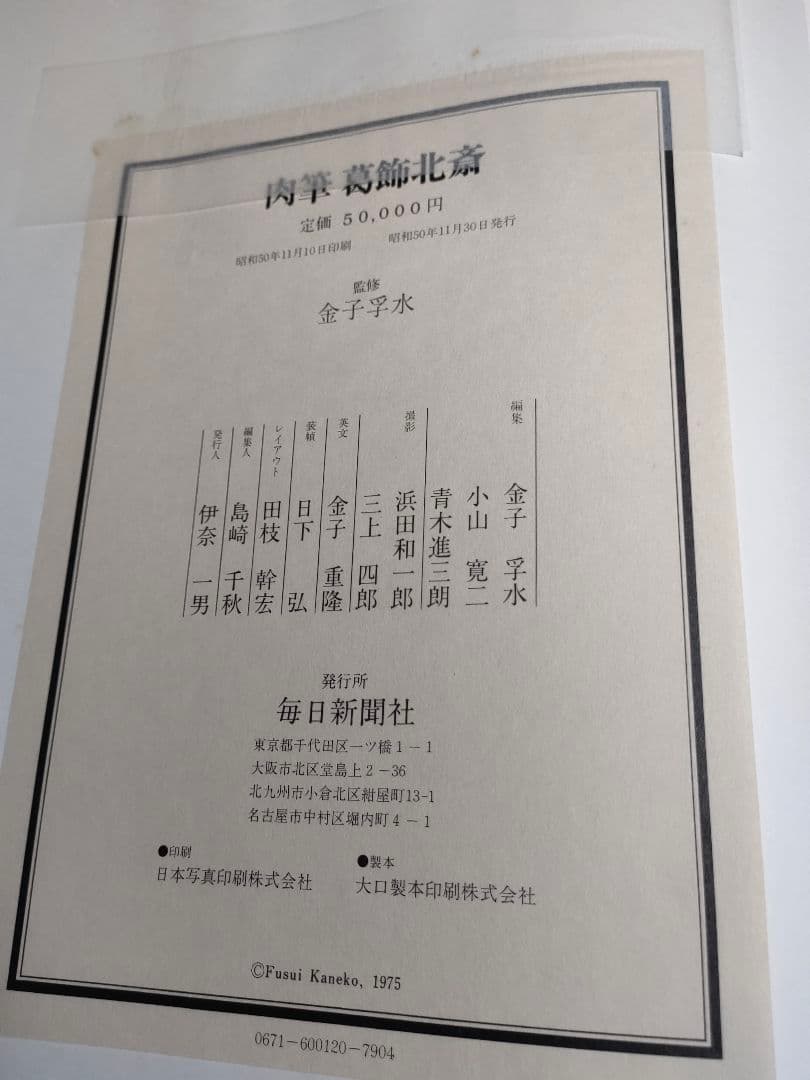 肉筆 葛飾北斎
定価 50,000円
昭和50年11月10日印刷 昭和50年11月30日発行
監修
金子孚水
編集 金子 孚水
小山 寛二
青木進三朗
撮影 浜田和一郎
三上 四郎
英文 金子 重隆
装幀 日下 弘
レイアウト 田枝 幹宏
編集人 島崎 千秋
発行人 伊奈 一男
発行所
毎日新聞社
東京都千代田区一ツ橋1-1
大阪市北区堂島上2-36
北九州市小倉北区紺屋町13-1
名古屋市中村区堀内町4-1
●印刷
日本写真印刷株式会社
●製本
大口製本印刷株式会社
©Fusui Kaneko, 1975
0671-600120-7904